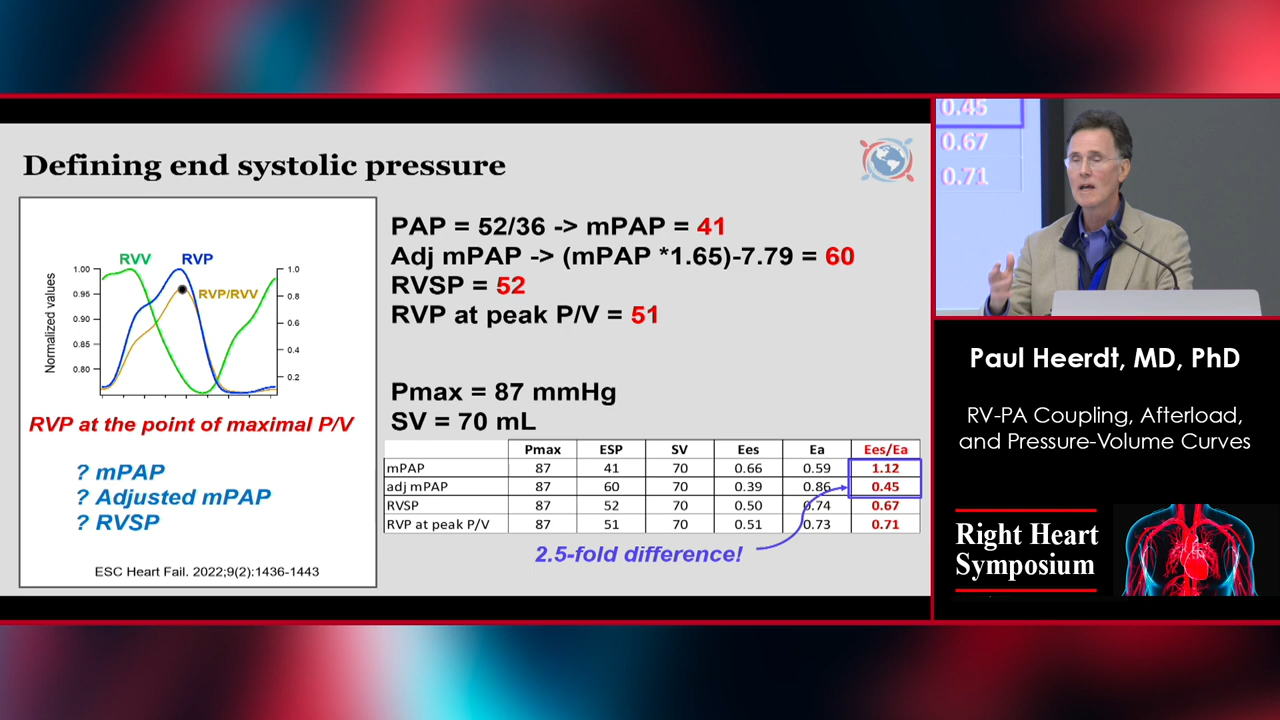 Defining end systolic pressure
RVV RVP
RVP/RVV
Normalized values
1.00
0.95
0.90
0.85
0.80
1.0
0.8
0.6
0.4
0.2
RVP at the point of maximal P/V
? mPAP
? Adjusted mPAP
? RVSP
ESC Heart Fail. 2022;9(2):1436-1443
PAP = 52/36 -> mPAP = 41
Adj mPAP -> (mPAP *1.65)-7.79 = 60
RVSP = 52
RVP at peak P/V = 51
Pmax = 87 mmHg
SV = 70 mL
Pmax ESP SV Ees Ea Ees/Ea
mPAP 87 41 70 0.66 0.59 1.12
adj mPAP 87 60 70 0.39 0.86 0.45
RVSP 87 52 70 0.50 0.74 0.67
RVP at peak P/V 87 51 70 0.51 0.73 0.71
2.5-fold difference!
0.45
0.67
0.71
Paul Heerdt, MD, PhD
RV-PA Coupling, Afterload,
and Pressure-Volume Curves
Right Heart
Symposium